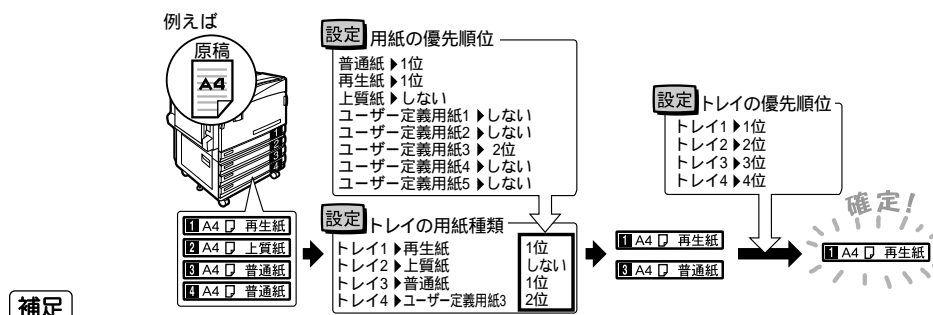 例えば
原稿
A4
1
2
3
4
1 A4 再生紙
2 A4 上質紙
3 A4 普通紙
4 A4 普通紙
設定 用紙の優先順位
普通紙▶1位
再生紙▶1位
上質紙▶しない
ユーザー定義用紙1▶しない
ユーザー定義用紙2▶しない
ユーザー定義用紙3▶2位
ユーザー定義用紙4▶しない
ユーザー定義用紙5▶しない
設定 トレイの用紙種類
トレイ1▶再生紙 1位
トレイ2▶上質紙 しない
トレイ3▶普通紙 1位
トレイ4▶ユーザー定義用紙3 2位
1 A4 再生紙
3 A4 普通紙
設定 トレイの優先順位
トレイ1▶1位
トレイ2▶2位
トレイ3▶3位
トレイ4▶4位
確定!
1 A4 再生紙
補足